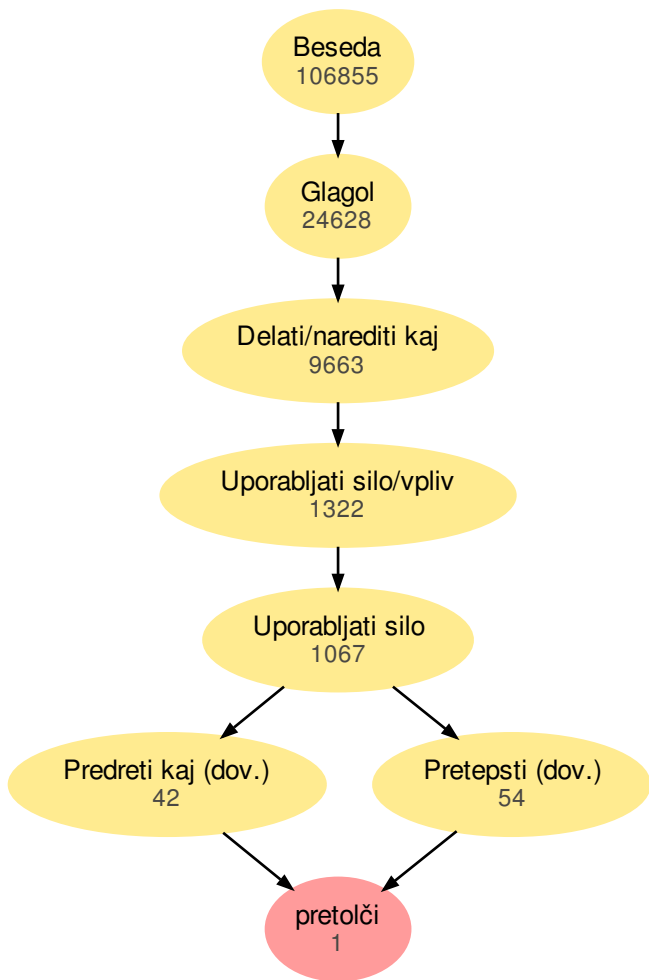 Beseda
106855
Glagol
24628
Delati/narediti kaj
9663
Uporabljati silo/vpliv
1322
Uporabljati silo
1067
Predreti kaj (dov.)
42
Pretepsti (dov.)
54
pretolči
1